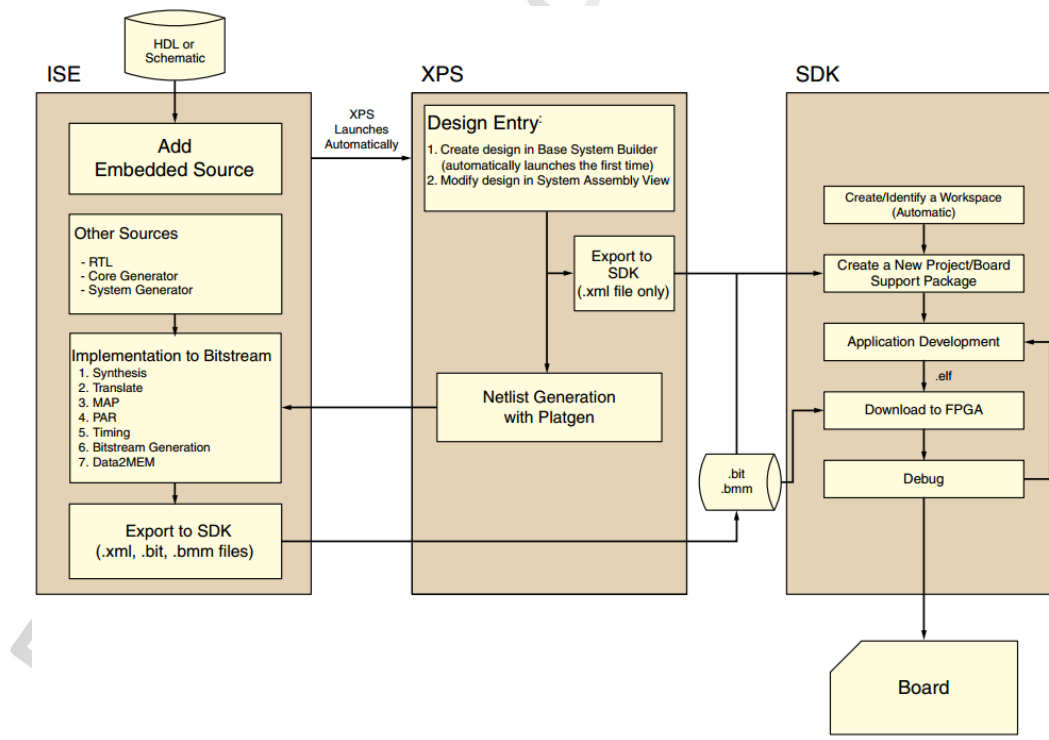 HDL or
Schematic
ISE
Add
Embedded Source
Other Sources
- RTL
- Core Generator
- System Generator
Implementation to Bitstream
1. Synthesis
2. Translate
3. MAP
4. PAR
5. Timing
6. Bitstream Generation
7. Data2MEM
Export to SDK
(.xml, .bit, .bmm files)
XPS
Launches
Automatically
XPS
Design Entry:
1. Create design in Base System Builder
(automatically launches the first time)
2. Modify design in System Assembly View
Export to
SDK
(.xml file only)
Netlist Generation
with Platgen
.bit
.bmm
SDK
Create/Identify a Workspace
(Automatic)
Create a New Project/Board
Support Package
Application Development
.elf
Download to FPGA
Debug
Board